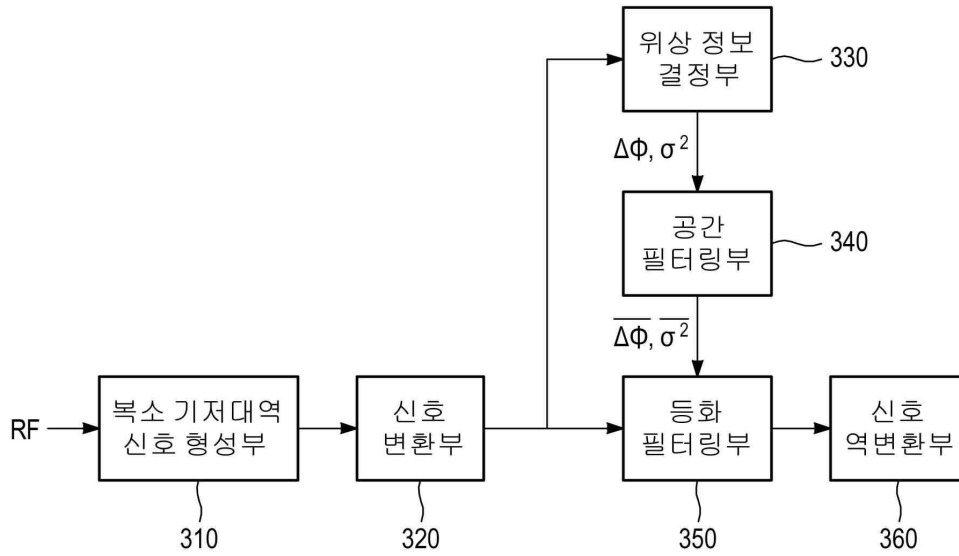 위상 정보
결정부
330
ΔΦ, σ²
공간
필터링부
340
\overline{ΔΦ}, \overline{σ²}
RF
복소 기저대역
신호 형성부
신호
변환부
등화
필터링부
신호
역변환부
310
320
350
360